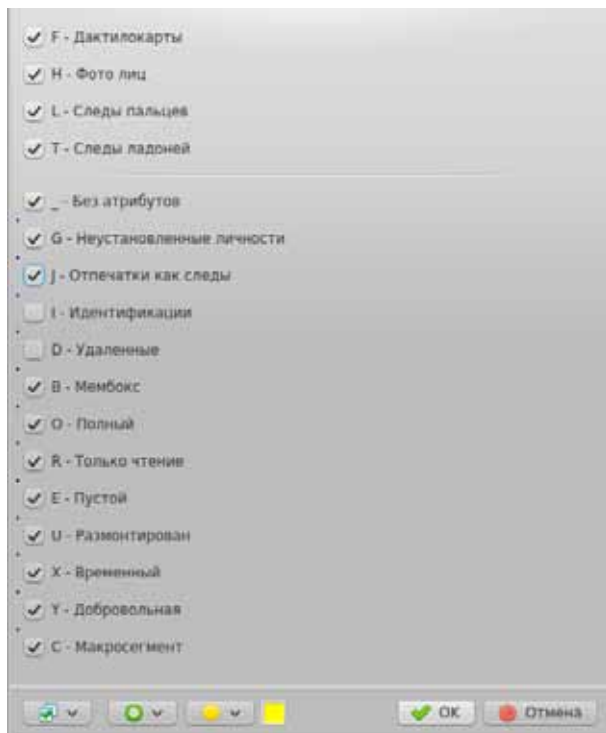 F - Дактилокарты
H - Фото лиц
L - Следы пальцев
T - Следы ладоней
_ - Без атрибутов
G - Неустановленные личности
J - Отпечатки как следы
I - Идентификации
D - Удаленные
B - Мембокс
O - Полный
R - Только чтение
E - Пустой
U - Размонтирован
X - Временный
Y - Добровольная
C - Макросегмент
OK Отмена